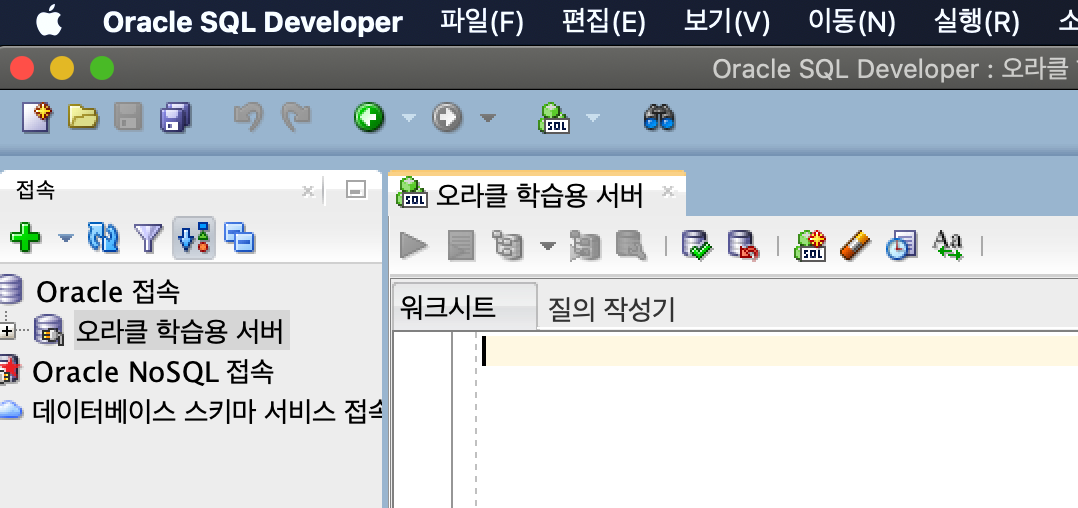 Oracle SQL Developer 파일(F) 편집(E) 보기(V) 이동(N) 실행(R)
Oracle SQL Developer : 오라클
접속
오라클 학습용 서버
워크시트 질의 작성기
Oracle 접속
오라클 학습용 서버
Oracle NoSQL 접속
데이터베이스 스키마 서비스 접속